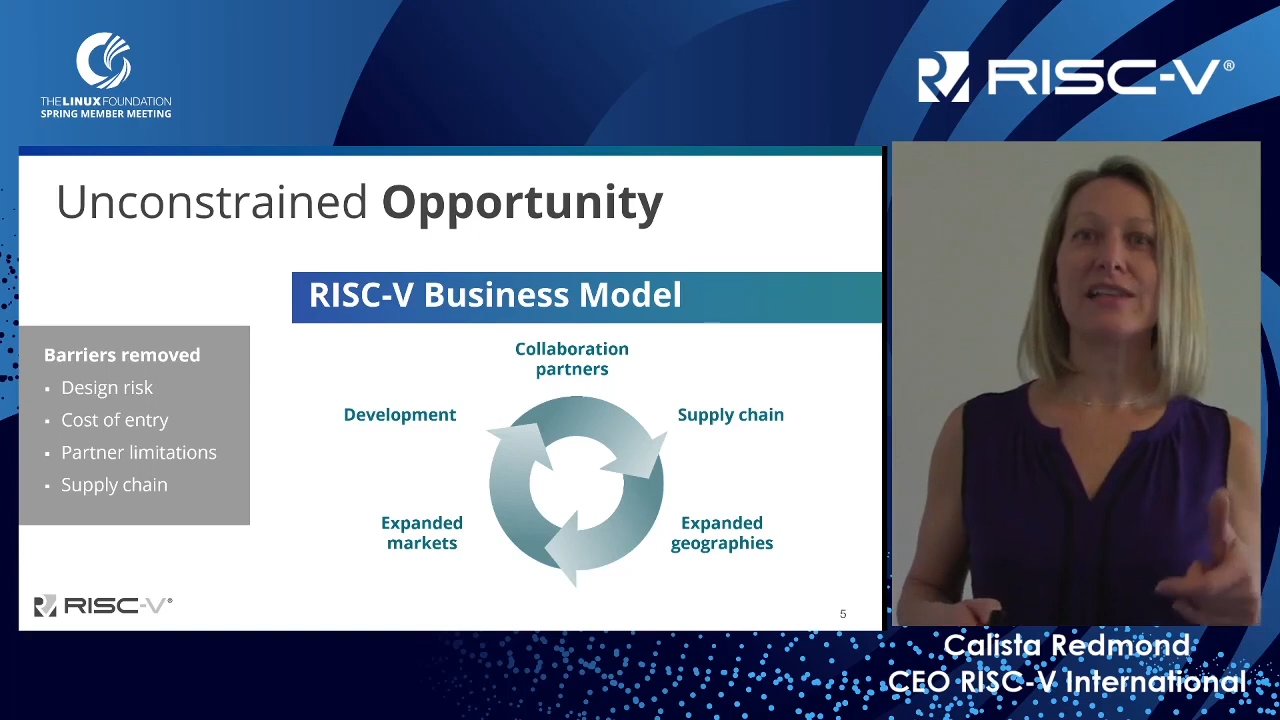 THE LINUX FOUNDATION
SPRING MEMBER MEETING
RISC-V®
Unconstrained Opportunity
RISC-V Business Model
Barriers removed
▪ Design risk
▪ Cost of entry
▪ Partner limitations
▪ Supply chain
Collaboration
partners
Development
Supply chain
Expanded
markets
Expanded
geographies
RISC-V®
5
Calista Redmond
CEO RISC-V International